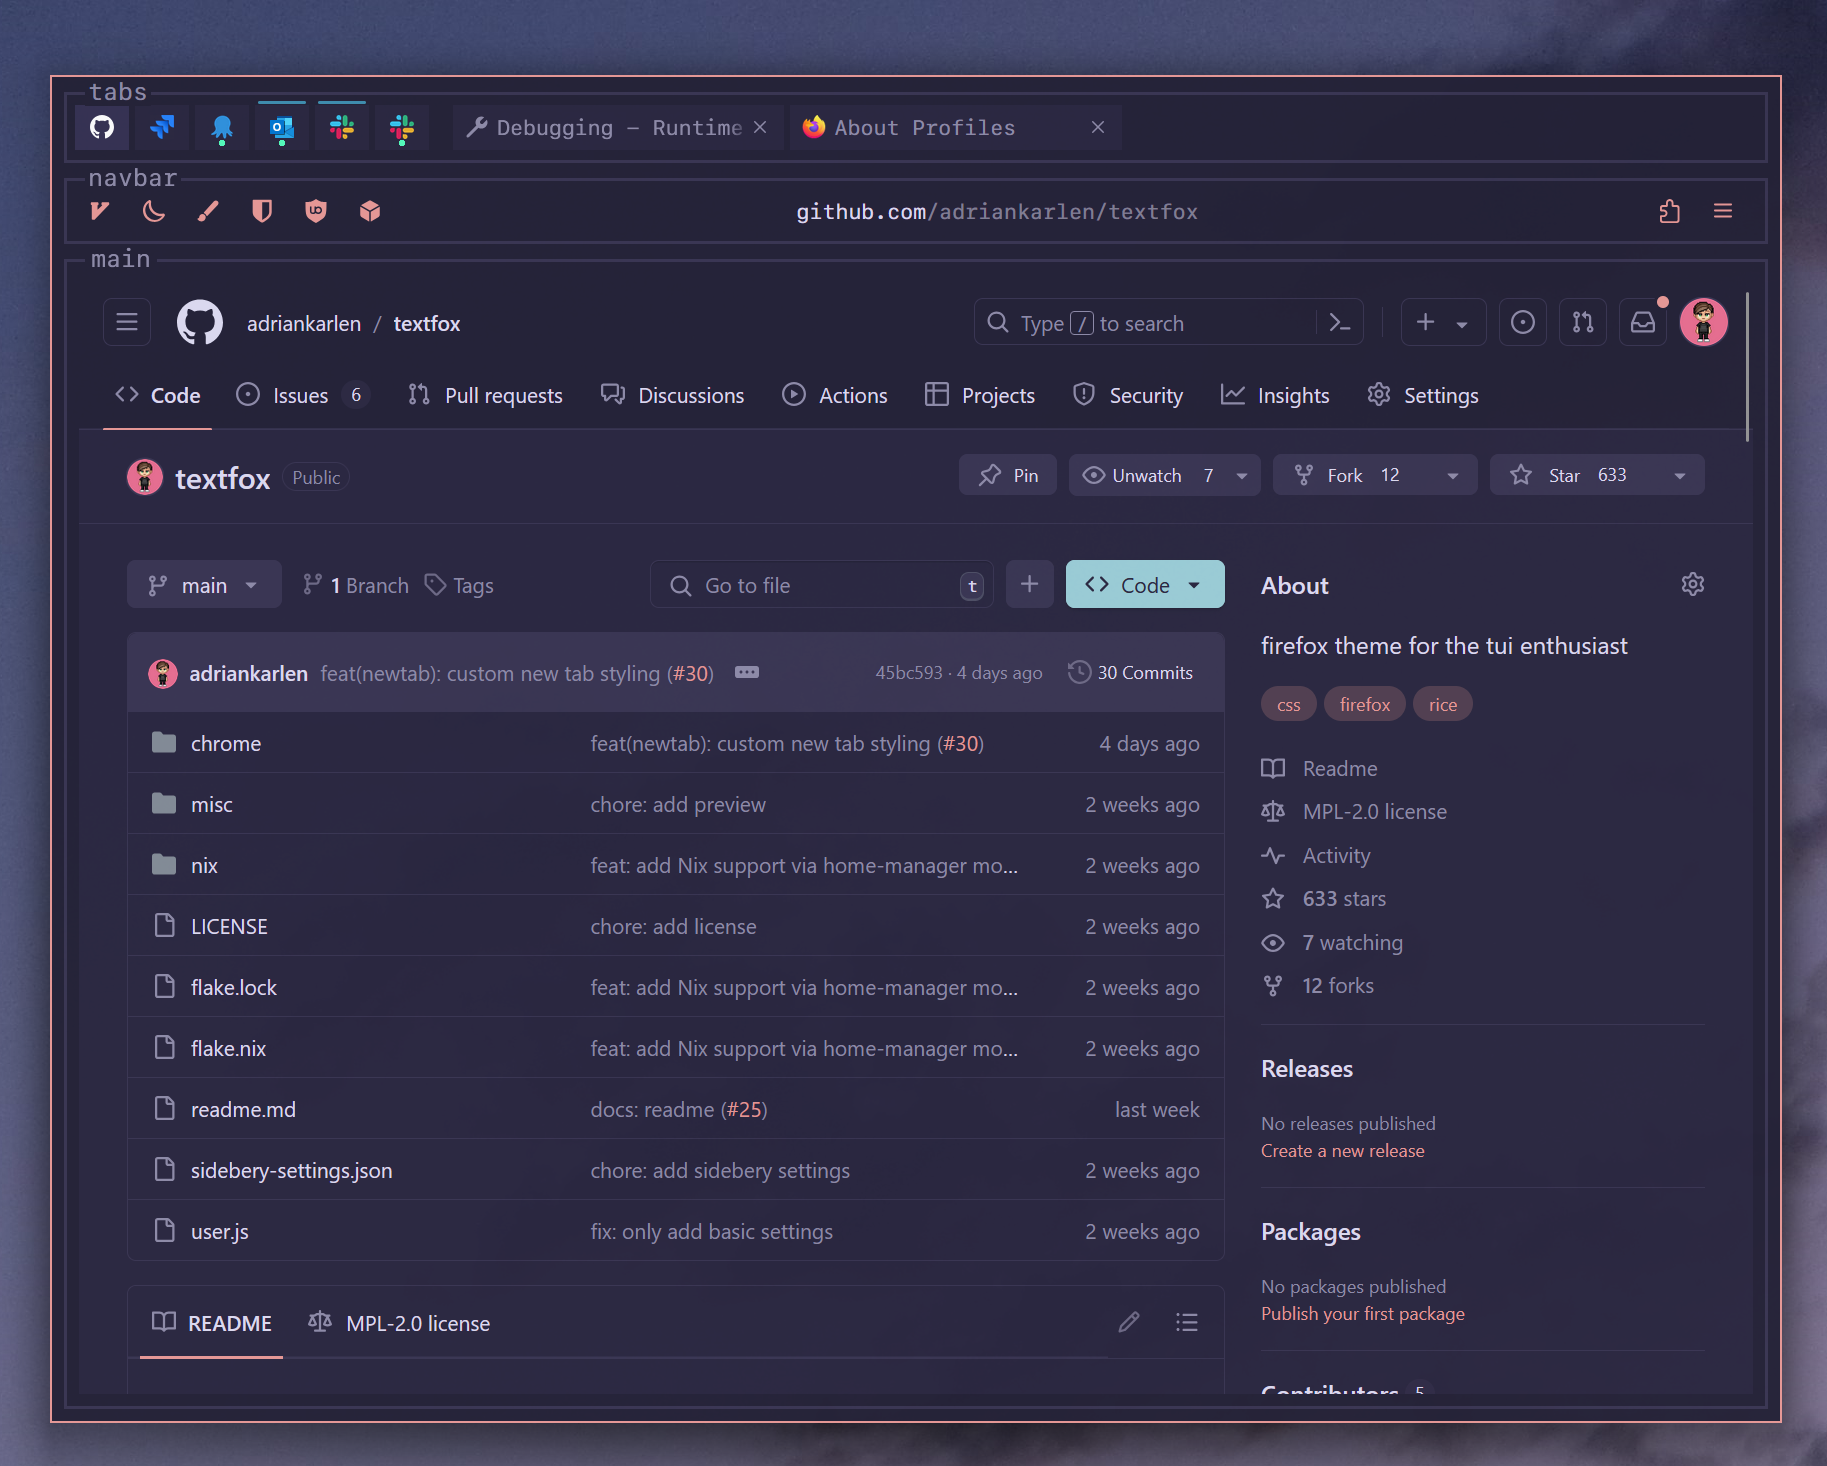 tabs
Debugging – Runtime
About Profiles
navbar
github.com/adriankarlen/textfox
main
adriankarlen / textfox
Type / to search
Code
Issues 6
Pull requests
Discussions
Actions
Projects
Security
Insights
Settings
textfox Public
Pin
Unwatch 7
Fork 12
Star 633
main
1 Branch
Tags
Go to file t
Code
adriankarlen feat(newtab): custom new tab styling (#30) 45bc593 · 4 days ago 30 Commits
chrome feat(newtab): custom new tab styling (#30) 4 days ago
misc chore: add preview 2 weeks ago
nix feat: add Nix support via home-manager mo... 2 weeks ago
LICENSE chore: add license 2 weeks ago
flake.lock feat: add Nix support via home-manager mo... 2 weeks ago
flake.nix feat: add Nix support via home-manager mo... 2 weeks ago
readme.md docs: readme (#25) last week
sidebery-settings.json chore: add sidebery settings 2 weeks ago
user.js fix: only add basic settings 2 weeks ago
README
MPL-2.0 license
About
firefox theme for the tui enthusiast
css firefox rice
Readme
MPL-2.0 license
Activity
633 stars
7 watching
12 forks
Releases
No releases published
Create a new release
Packages
No packages published
Publish your first package
Contributors 5